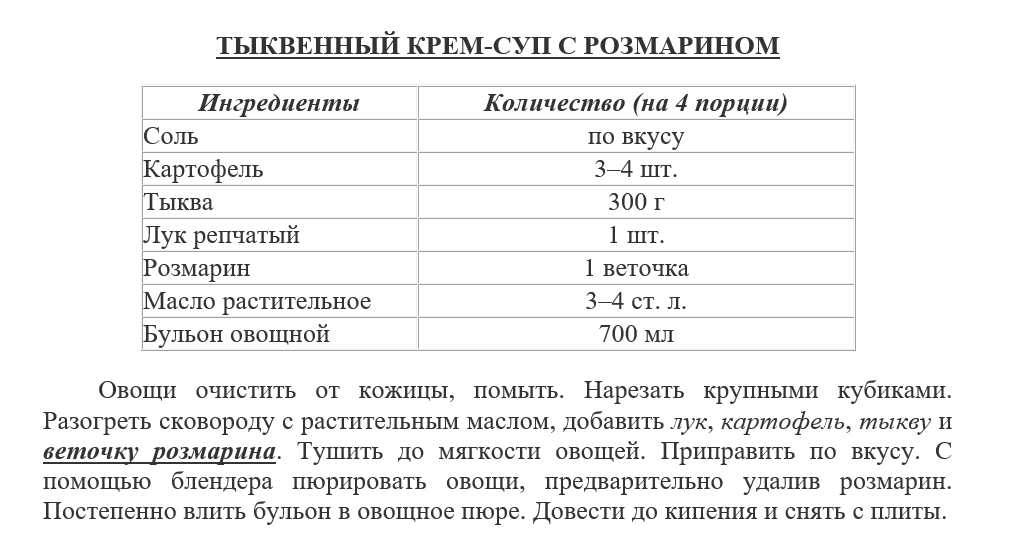 ТЫКВЕННЫЙ КРЕМ-СУП С РОЗМАРИНОМ
Ингредиенты Количество (на 4 порции)
Соль по вкусу
Картофель 3–4 шт.
Тыква 300 г
Лук репчатый 1 шт.
Розмарин 1 веточка
Масло растительное 3–4 ст. л.
Бульон овощной 700 мл
Овощи очистить от кожицы, помыть. Нарезать крупными кубиками.
Разогреть сковороду с растительным маслом, добавить лук, картофель, тыкву и
веточку розмарина. Тушить до мягкости овощей. Приправить по вкусу. С
помощью блендера пюрировать овощи, предварительно удалив розмарин.
Постепенно влить бульон в овощное пюре. Довести до кипения и снять с плиты.